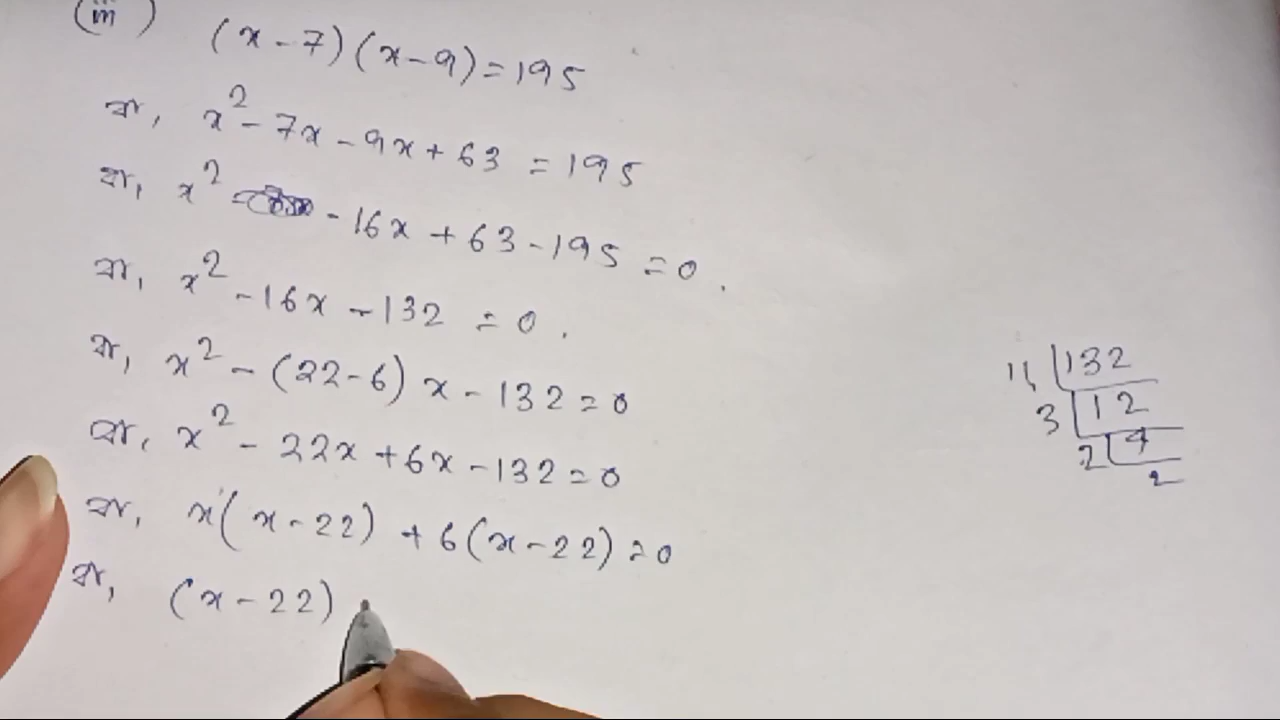 (iii) (x-7)(x-9)=195
বা, x²-7x-9x+63=195
বা, x² -16x+63-195=0.
বা, x²-16x-132=0.
বা, x²-(22-6)x-132=0
বা, x²-22x+6x-132=0
বা, x(x-22)+6(x-22)=0
বা, (x-22)
11 | 132
3 | 12
2 | 4
2